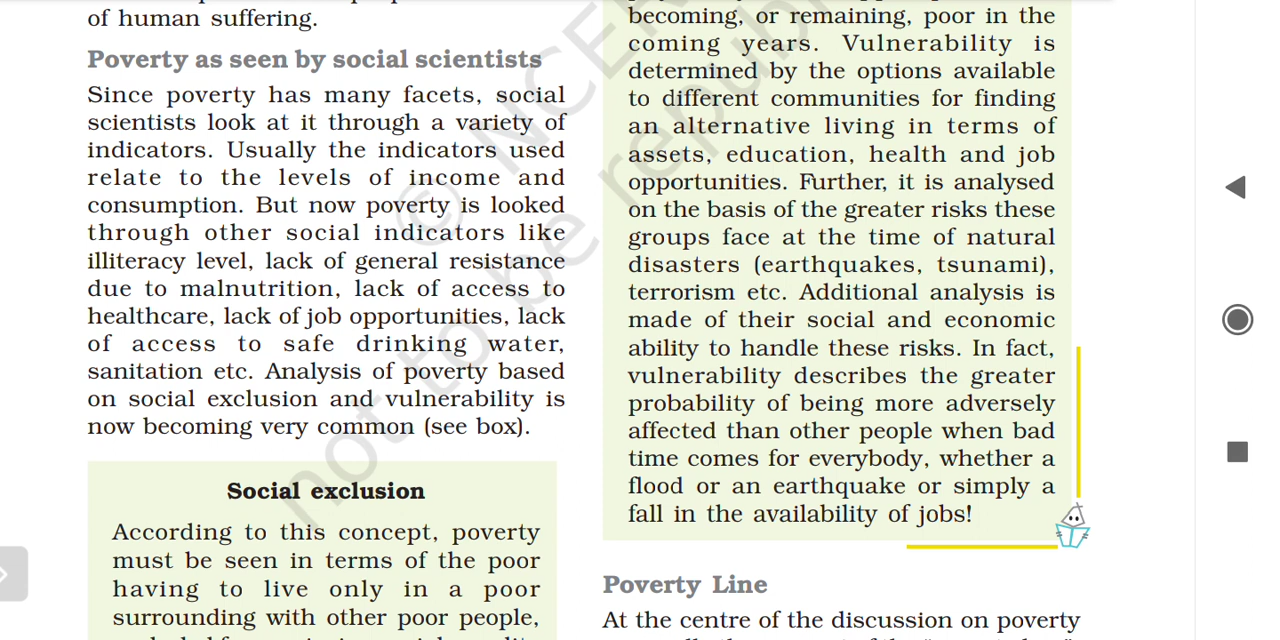 of human suffering.
Poverty as seen by social scientists
Since poverty has many facets, social
scientists look at it through a variety of
indicators. Usually the indicators used
relate to the levels of income and
consumption. But now poverty is looked
through other social indicators like
illiteracy level, lack of general resistance
due to malnutrition, lack of access to
healthcare, lack of job opportunities, lack
of access to safe drinking water,
sanitation etc. Analysis of poverty based
on social exclusion and vulnerability is
now becoming very common (see box).
Social exclusion
According to this concept, poverty
must be seen in terms of the poor
having to live only in a poor
surrounding with other poor people,
becoming, or remaining, poor in the
coming years. Vulnerability is
determined by the options available
to different communities for finding
an alternative living in terms of
assets, education, health and job
opportunities. Further, it is analysed
on the basis of the greater risks these
groups face at the time of natural
disasters (earthquakes, tsunami),
terrorism etc. Additional analysis is
made of their social and economic
ability to handle these risks. In fact,
vulnerability describes the greater
probability of being more adversely
affected than other people when bad
time comes for everybody, whether a
flood or an earthquake or simply a
fall in the availability of jobs!
Poverty Line
At the centre of the discussion on poverty
© NCER
not to be republ